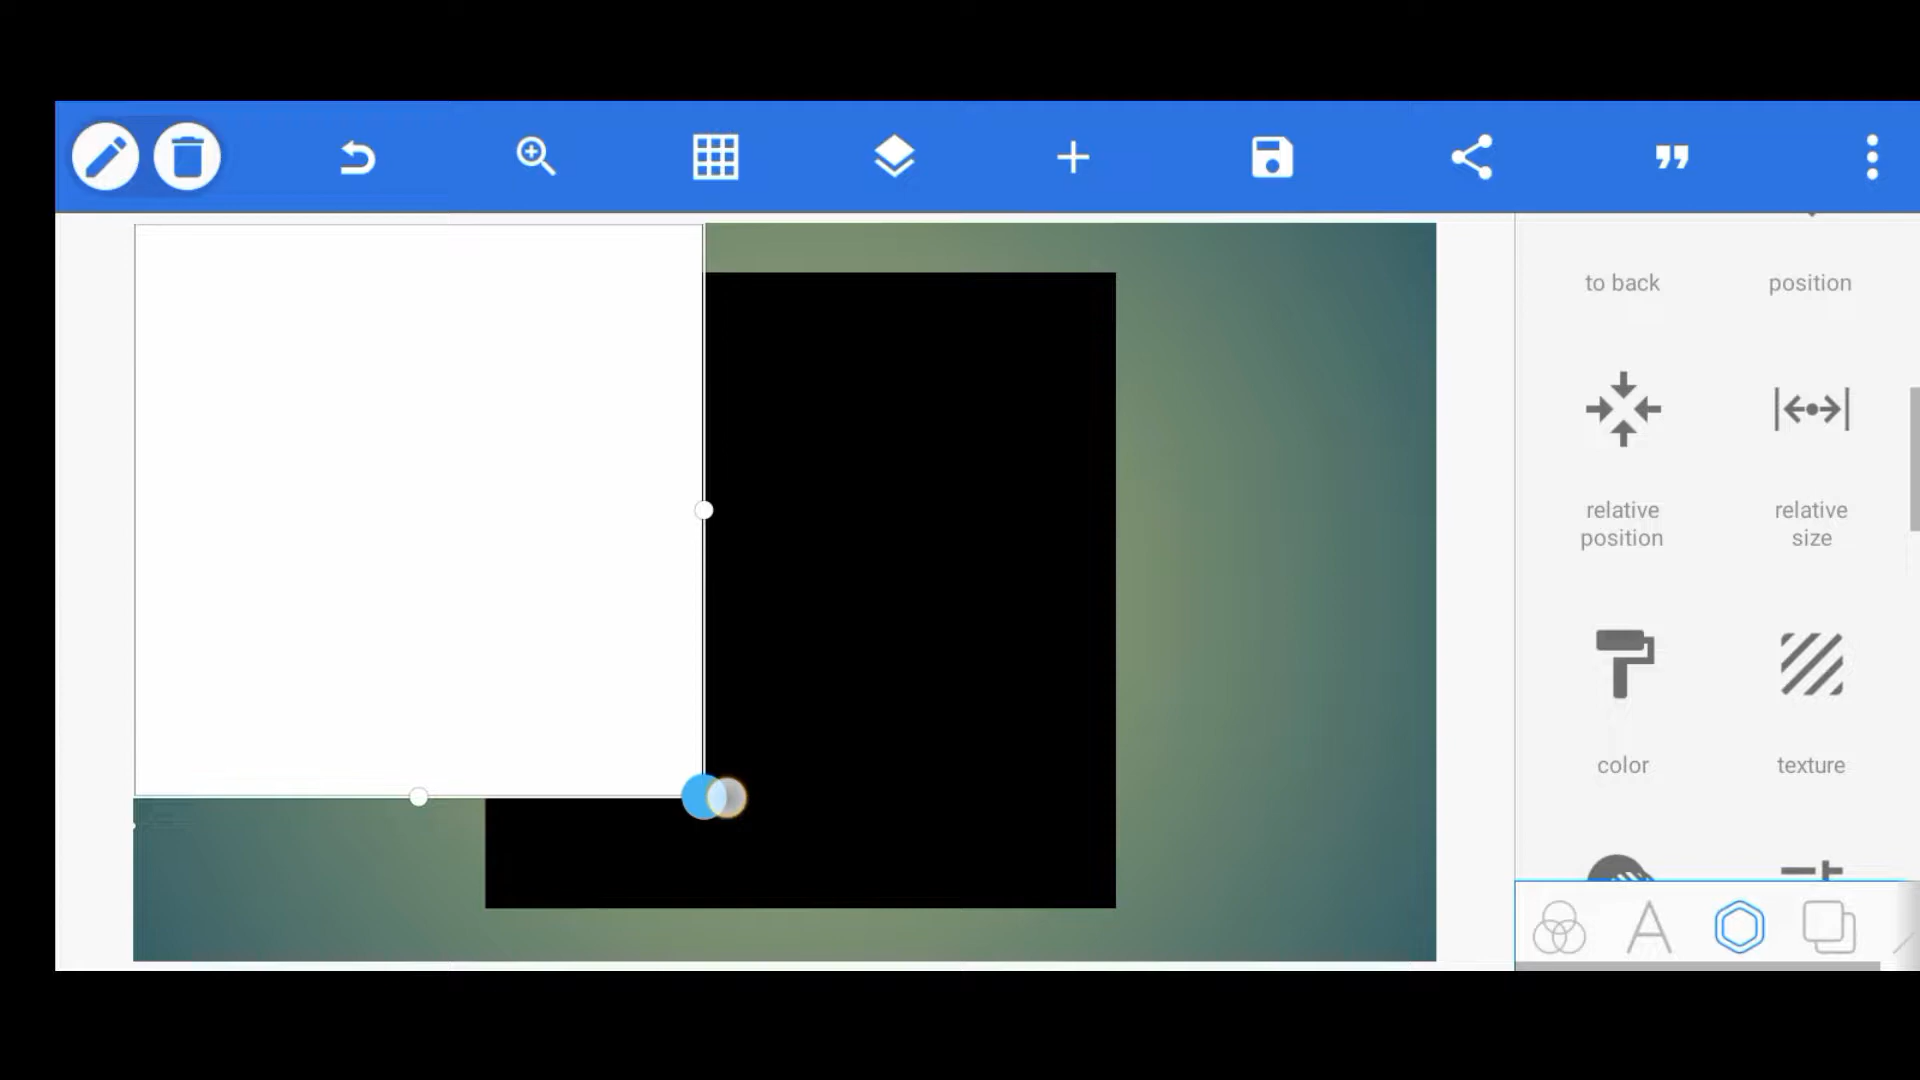 to back
position
relative
position
relative
size
color
texture